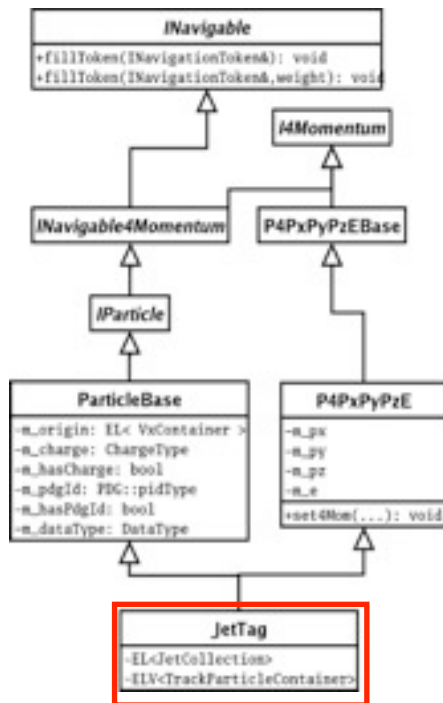 INavigable
+fillToken(INavigationToken&): void
+fillToken(INavigationToken&,weight): void
I4Momentum
INavigable4Momentum
P4PxPyPzEBase
IParticle
ParticleBase
-m_origin: EL< VxContainer >
-m_charge: ChargeType
-m_hasCharge: bool
-m_pdgId: PDG::pidType
-m_hasPdgId: bool
-m_dataType: DataType
P4PxPyPzE
-m_px
-m_py
-m_pz
-m_e
+set4Mom(...): void
JetTag
-EL<JetCollection>
-ELV<TrackParticleContainer>